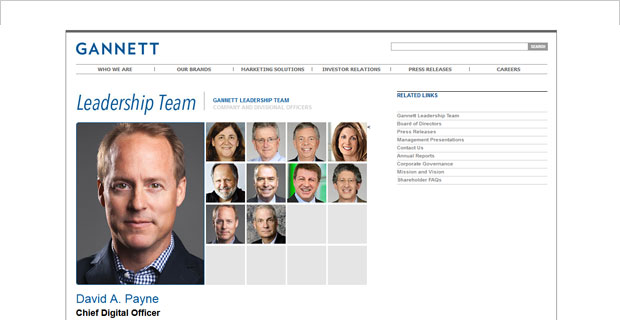 GANNETT
SEARCH
WHO WE ARE | OUR BRANDS | MARKETING SOLUTIONS | INVESTOR RELATIONS | PRESS RELEASES | CAREERS
Leadership Team
GANNETT LEADERSHIP TEAM
COMPANY AND DIVISIONAL OFFICERS
RELATED LINKS
Gannett Leadership Team
Board of Directors
Press Releases
Management Presentations
Contact Us
Annual Reports
Corporate Governance
Mission and Vision
Shareholder FAQs
David A. Payne
Chief Digital Officer